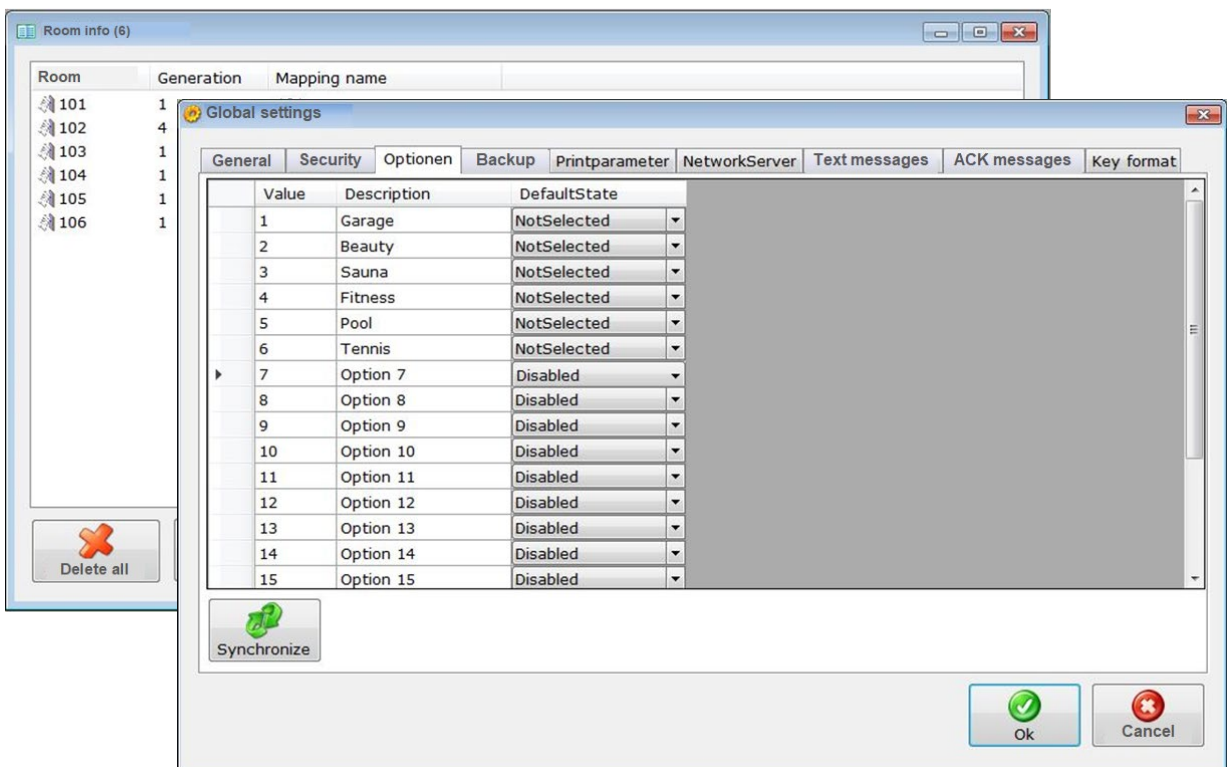 Room info (6)
Room Generation Mapping name
101 1
102 4
103 1
104 1
105 1
106 1
Delete all
Global settings
General Security Optionen Backup Printparameter NetworkServer Text messages ACK messages Key format
Value Description DefaultState
1 Garage NotSelected
2 Beauty NotSelected
3 Sauna NotSelected
4 Fitness NotSelected
5 Pool NotSelected
6 Tennis NotSelected
7 Option 7 Disabled
8 Option 8 Disabled
9 Option 9 Disabled
10 Option 10 Disabled
11 Option 11 Disabled
12 Option 12 Disabled
13 Option 13 Disabled
14 Option 14 Disabled
15 Option 15 Disabled
Synchronize
Ok Cancel